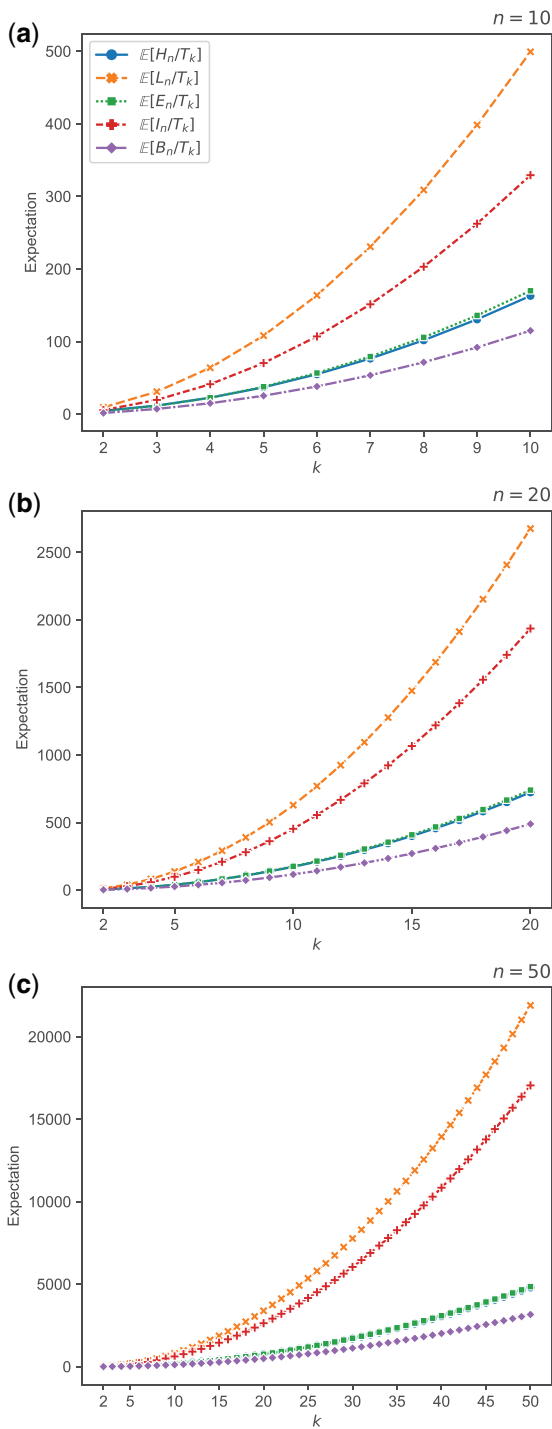 (a)
n = 10
500
400
300
200
100
0
Expectation
𝔼[Hₙ/Tₖ]
𝔼[Lₙ/Tₖ]
𝔼[Eₙ/Tₖ]
𝔼[Iₙ/Tₖ]
𝔼[Bₙ/Tₖ]
2 3 4 5 6 7 8 9 10
k
(b)
n = 20
2500
2000
1500
1000
500
0
Expectation
2 5 10 15 20
k
(c)
n = 50
20000
15000
10000
5000
0
Expectation
2 5 10 15 20 25 30 35 40 45 50
k